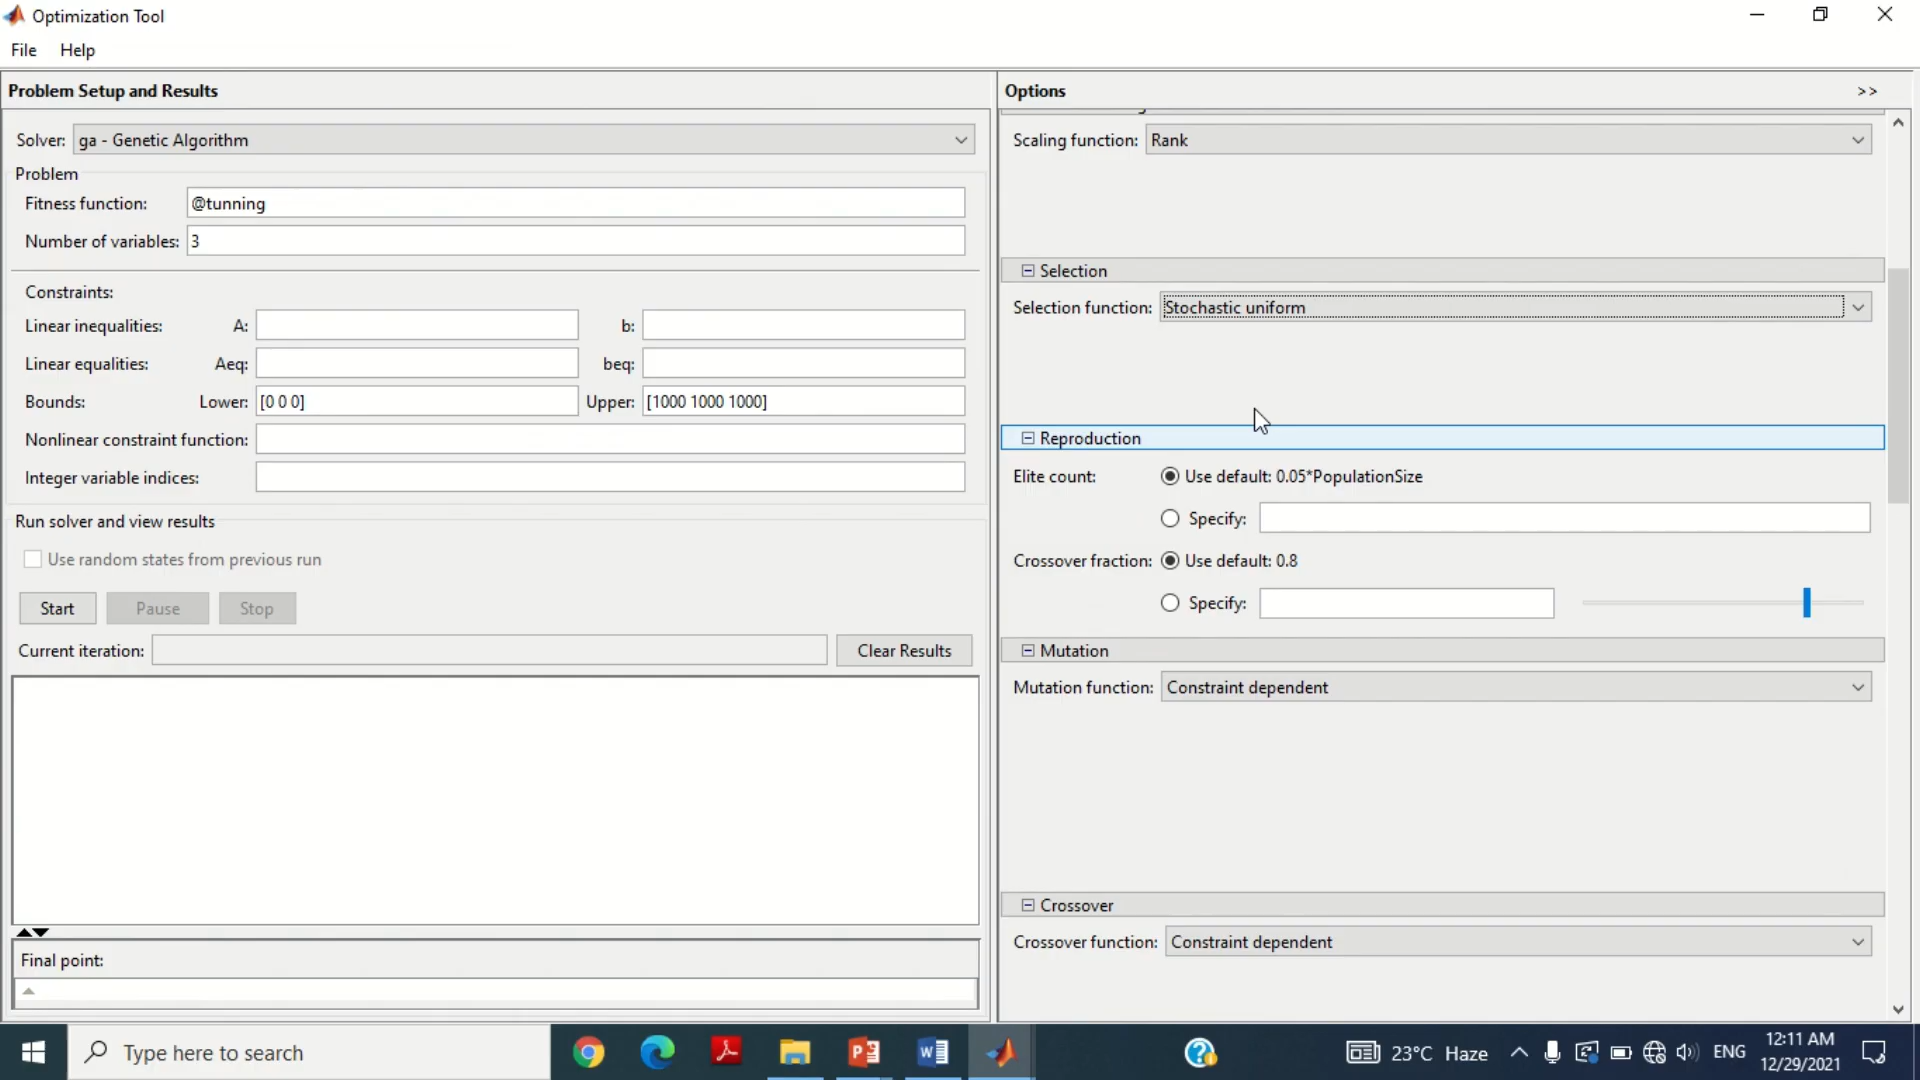 Optimization Tool
File Help
Problem Setup and Results
Solver: ga - Genetic Algorithm
Problem
Fitness function: @tunning
Number of variables: 3
Constraints:
Linear inequalities: A: b:
Linear equalities: Aeq: beq:
Bounds: Lower: [0 0 0] Upper: [1000 1000 1000]
Nonlinear constraint function:
Integer variable indices:
Run solver and view results
Use random states from previous run
Start Pause Stop
Current iteration: Clear Results
Final point:
Options >>
Scaling function: Rank
Selection
Selection function: Stochastic uniform
Reproduction
Elite count: Use default: 0.05*PopulationSize
Specify:
Crossover fraction: Use default: 0.8
Specify:
Mutation
Mutation function: Constraint dependent
Crossover
Crossover function: Constraint dependent
Type here to search
23°C Haze
ENG
12:11 AM
12/29/2021